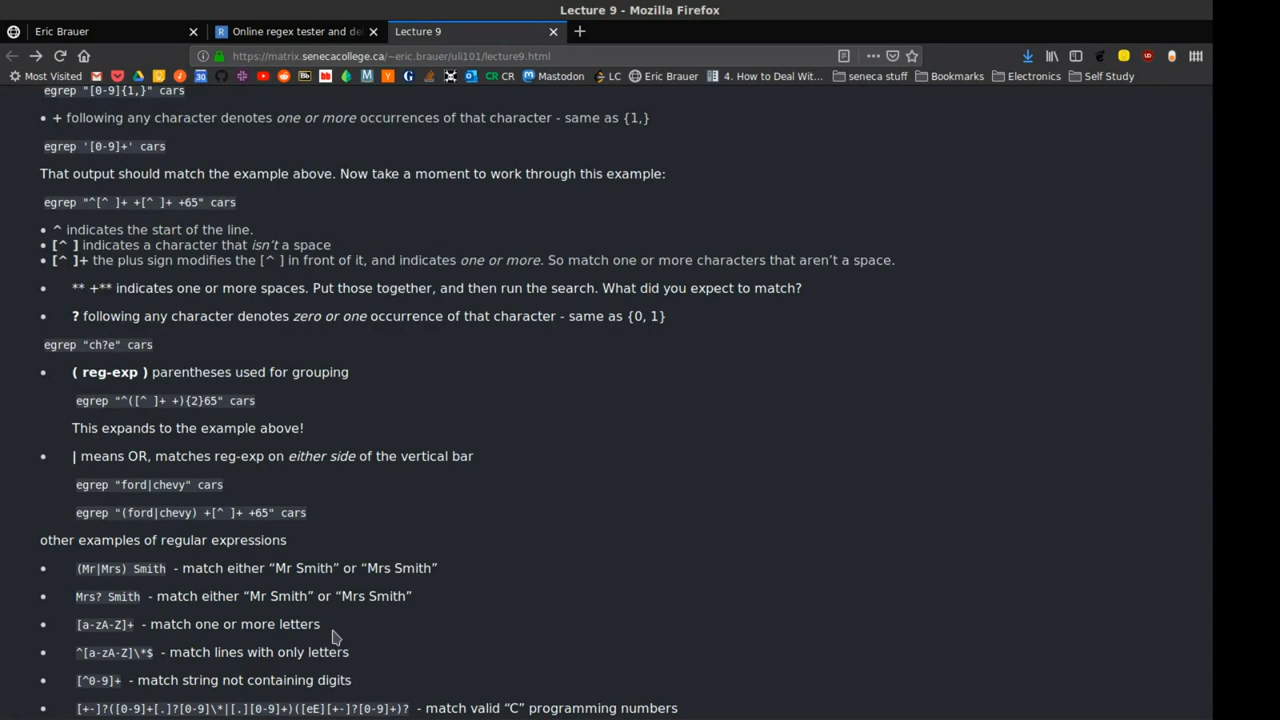 Lecture 9 - Mozilla Firefox
Eric Brauer
Online regex tester and de
Lecture 9
https://matrix.senecacollege.ca/~eric.brauer/uli101/lecture9.html
Most Visited
CR CR
Mastodon
LC
Eric Brauer
4. How to Deal Wit...
seneca stuff
Bookmarks
Electronics
Self Study
egrep "[0-9]{1,}" cars
• + following any character denotes one or more occurrences of that character - same as {1,}
egrep '[0-9]+' cars
That output should match the example above. Now take a moment to work through this example:
egrep "^[^ ]+ +[^ ]+ +65" cars
• ^ indicates the start of the line.
• [^ ] indicates a character that isn't a space
• [^ ]+ the plus sign modifies the [^ ] in front of it, and indicates one or more. So match one or more characters that aren't a space.
• ** +** indicates one or more spaces. Put those together, and then run the search. What did you expect to match?
• ? following any character denotes zero or one occurrence of that character - same as {0, 1}
egrep "ch?e" cars
• ( reg-exp ) parentheses used for grouping
egrep "^([^ ]+ +){2}65" cars
This expands to the example above!
• | means OR, matches reg-exp on either side of the vertical bar
egrep "ford|chevy" cars
egrep "(ford|chevy) +[^ ]+ +65" cars
other examples of regular expressions
• (Mr|Mrs) Smith - match either “Mr Smith” or “Mrs Smith”
• Mrs? Smith - match either “Mr Smith” or “Mrs Smith”
• [a-zA-Z]+ - match one or more letters
• ^[a-zA-Z]\*$ - match lines with only letters
• [^0-9]+ - match string not containing digits
• [+-]?([0-9]+[.]?[0-9]\*|[.][0-9]+)([eE][+-]?[0-9]+)? - match valid “C” programming numbers